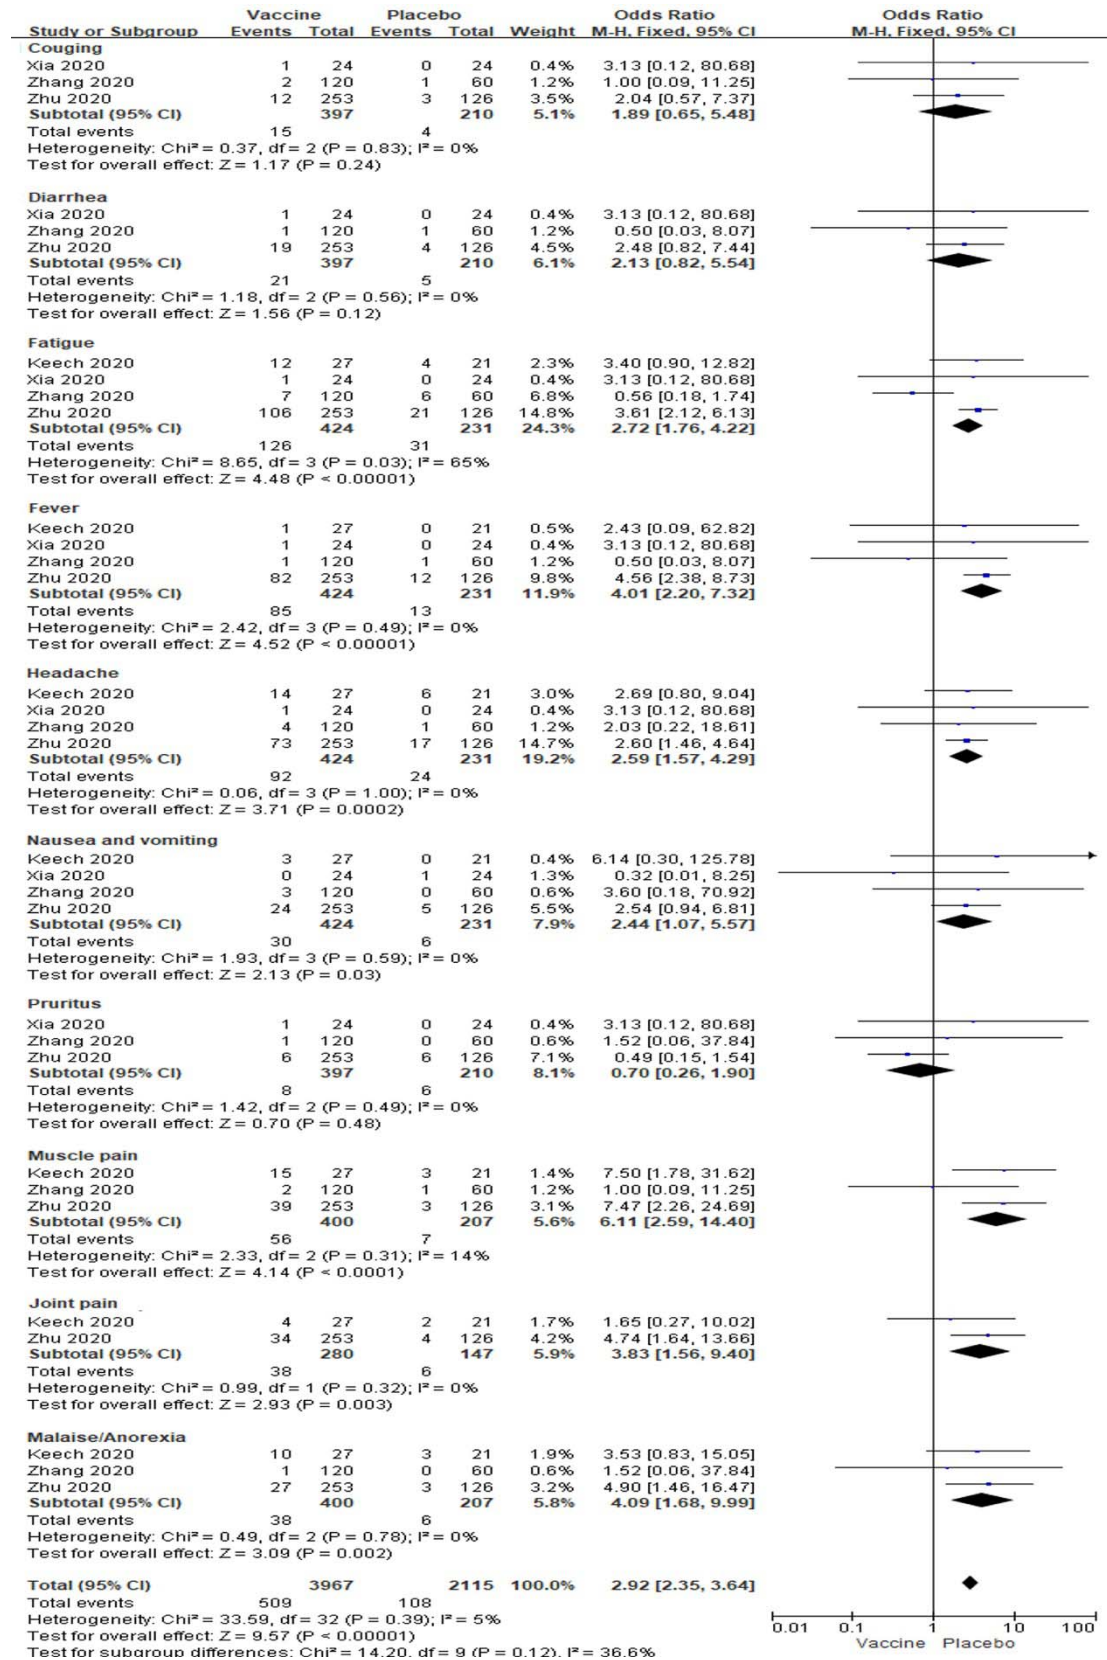 Vaccine Placebo Odds Ratio Odds Ratio
Study or Subgroup Events Total Events Total Weight M-H, Fixed, 95% CI M-H, Fixed, 95% CI
Couging
Xia 2020 1 24 0 24 0.4% 3.13 [0.12, 80.68]
Zhang 2020 2 120 1 60 1.2% 1.00 [0.09, 11.25]
Zhu 2020 12 253 3 126 3.5% 2.04 [0.57, 7.37]
Subtotal (95% CI) 397 210 5.1% 1.89 [0.65, 5.48]
Total events 15 4
Heterogeneity: Chi² = 0.37, df = 2 (P = 0.83); I² = 0%
Test for overall effect: Z = 1.17 (P = 0.24)
Diarrhea
Xia 2020 1 24 0 24 0.4% 3.13 [0.12, 80.68]
Zhang 2020 1 120 1 60 1.2% 0.50 [0.03, 8.07]
Zhu 2020 19 253 4 126 4.5% 2.48 [0.82, 7.44]
Subtotal (95% CI) 397 210 6.1% 2.13 [0.82, 5.54]
Total events 21 5
Heterogeneity: Chi² = 1.18, df = 2 (P = 0.56); I² = 0%
Test for overall effect: Z = 1.56 (P = 0.12)
Fatigue
Keech 2020 12 27 4 21 2.3% 3.40 [0.90, 12.82]
Xia 2020 1 24 0 24 0.4% 3.13 [0.12, 80.68]
Zhang 2020 7 120 6 60 6.8% 0.56 [0.18, 1.74]
Zhu 2020 106 253 21 126 14.8% 3.61 [2.12, 6.13]
Subtotal (95% CI) 424 231 24.3% 2.72 [1.76, 4.22]
Total events 126 31
Heterogeneity: Chi² = 8.65, df = 3 (P = 0.03); I² = 65%
Test for overall effect: Z = 4.48 (P < 0.00001)
Fever
Keech 2020 1 27 0 21 0.5% 2.43 [0.09, 62.82]
Xia 2020 1 24 0 24 0.4% 3.13 [0.12, 80.68]
Zhang 2020 1 120 1 60 1.2% 0.50 [0.03, 8.07]
Zhu 2020 82 253 12 126 9.8% 4.56 [2.38, 8.73]
Subtotal (95% CI) 424 231 11.9% 4.01 [2.20, 7.32]
Total events 85 13
Heterogeneity: Chi² = 2.42, df = 3 (P = 0.49); I² = 0%
Test for overall effect: Z = 4.52 (P < 0.00001)
Headache
Keech 2020 14 27 6 21 3.0% 2.69 [0.80, 9.04]
Xia 2020 1 24 0 24 0.4% 3.13 [0.12, 80.68]
Zhang 2020 4 120 1 60 1.2% 2.03 [0.22, 18.61]
Zhu 2020 73 253 17 126 14.7% 2.60 [1.46, 4.64]
Subtotal (95% CI) 424 231 19.2% 2.59 [1.57, 4.29]
Total events 92 24
Heterogeneity: Chi² = 0.06, df = 3 (P = 1.00); I² = 0%
Test for overall effect: Z = 3.71 (P = 0.0002)
Nausea and vomiting
Keech 2020 3 27 0 21 0.4% 6.14 [0.30, 125.78]
Xia 2020 0 24 1 24 1.3% 0.32 [0.01, 8.25]
Zhang 2020 3 120 0 60 0.6% 3.60 [0.18, 70.92]
Zhu 2020 24 253 5 126 5.5% 2.54 [0.94, 6.81]
Subtotal (95% CI) 424 231 7.9% 2.44 [1.07, 5.57]
Total events 30 6
Heterogeneity: Chi² = 1.93, df = 3 (P = 0.59); I² = 0%
Test for overall effect: Z = 2.13 (P = 0.03)
Pruritus
Xia 2020 1 24 0 24 0.4% 3.13 [0.12, 80.68]
Zhang 2020 1 120 0 60 0.6% 1.52 [0.06, 37.84]
Zhu 2020 6 253 6 126 7.1% 0.49 [0.15, 1.54]
Subtotal (95% CI) 397 210 8.1% 0.70 [0.26, 1.90]
Total events 8 6
Heterogeneity: Chi² = 1.42, df = 2 (P = 0.49); I² = 0%
Test for overall effect: Z = 0.70 (P = 0.48)
Muscle pain
Keech 2020 15 27 3 21 1.4% 7.50 [1.78, 31.62]
Zhang 2020 2 120 1 60 1.2% 1.00 [0.09, 11.25]
Zhu 2020 39 253 3 126 3.1% 7.47 [2.26, 24.69]
Subtotal (95% CI) 400 207 5.6% 6.11 [2.59, 14.40]
Total events 56 7
Heterogeneity: Chi² = 2.33, df = 2 (P = 0.31); I² = 14%
Test for overall effect: Z = 4.14 (P < 0.0001)
Joint pain
Keech 2020 4 27 2 21 1.7% 1.65 [0.27, 10.02]
Zhu 2020 34 253 4 126 4.2% 4.74 [1.64, 13.66]
Subtotal (95% CI) 280 147 5.9% 3.83 [1.56, 9.40]
Total events 38 6
Heterogeneity: Chi² = 0.99, df = 1 (P = 0.32); I² = 0%
Test for overall effect: Z = 2.93 (P = 0.003)
Malaise/Anorexia
Keech 2020 10 27 3 21 1.9% 3.53 [0.83, 15.05]
Zhang 2020 1 120 0 60 0.6% 1.52 [0.06, 37.84]
Zhu 2020 27 253 3 126 3.2% 4.90 [1.46, 16.47]
Subtotal (95% CI) 400 207 5.8% 4.09 [1.68, 9.99]
Total events 38 6
Heterogeneity: Chi² = 0.49, df = 2 (P = 0.78); I² = 0%
Test for overall effect: Z = 3.09 (P = 0.002)
Total (95% CI) 3967 2115 100.0% 2.92 [2.35, 3.64]
Total events 509 108
Heterogeneity: Chi² = 33.59, df = 32 (P = 0.39); I² = 5%
Test for overall effect: Z = 9.57 (P < 0.00001)
Test for subgroup differences: Chi² = 14.20, df = 9 (P = 0.12), I² = 36.6%
0.01 0.1 1 10 100
Vaccine Placebo